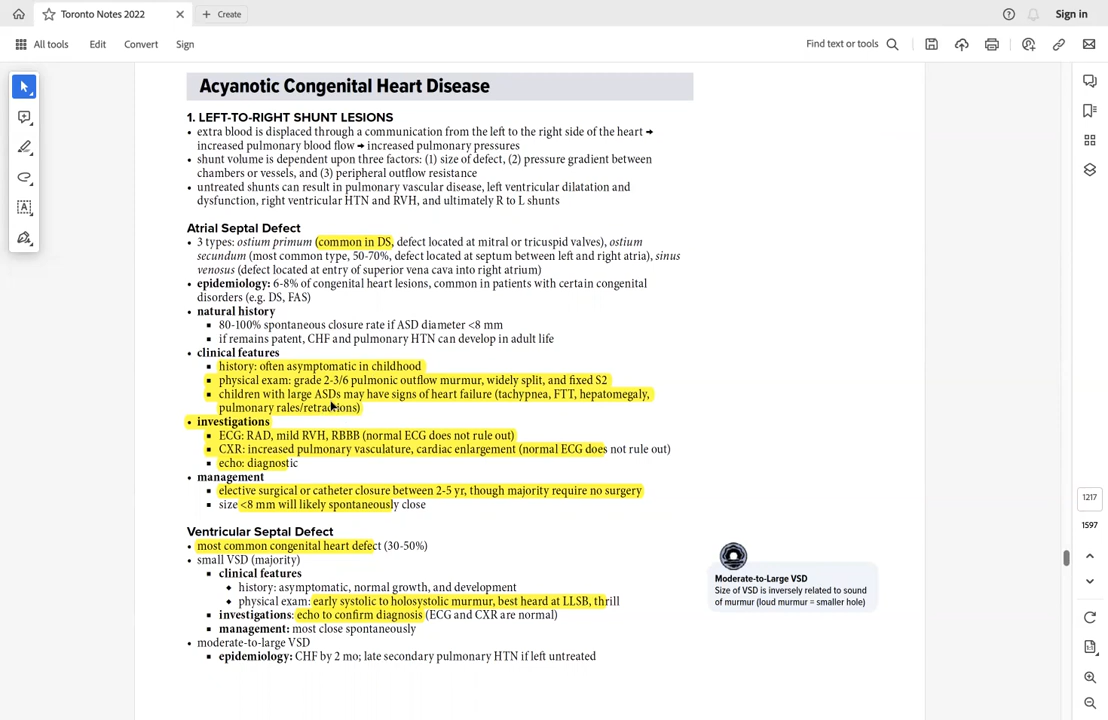 Toronto Notes 2022
Create
Sign in
All tools
Edit
Convert
Sign
Find text or tools
Acyanotic Congenital Heart Disease
1. LEFT-TO-RIGHT SHUNT LESIONS
• extra blood is displaced through a communication from the left to the right side of the heart →
increased pulmonary blood flow → increased pulmonary pressures
• shunt volume is dependent upon three factors: (1) size of defect, (2) pressure gradient between
chambers or vessels, and (3) peripheral outflow resistance
• untreated shunts can result in pulmonary vascular disease, left ventricular dilatation and
dysfunction, right ventricular HTN and RVH, and ultimately R to L shunts
Atrial Septal Defect
• 3 types: ostium primum (common in DS, defect located at mitral or tricuspid valves), ostium
secundum (most common type, 50-70%, defect located at septum between left and right atria), sinus
venosus (defect located at entry of superior vena cava into right atrium)
• epidemiology: 6-8% of congenital heart lesions, common in patients with certain congenital
disorders (e.g. DS, FAS)
• natural history
▪ 80-100% spontaneous closure rate if ASD diameter <8 mm
▪ if remains patent, CHF and pulmonary HTN can develop in adult life
• clinical features
▪ history: often asymptomatic in childhood
▪ physical exam: grade 2-3/6 pulmonic outflow murmur, widely split, and fixed S2
▪ children with large ASDs may have signs of heart failure (tachypnea, FTT, hepatomegaly,
pulmonary rales/retractions)
• investigations
▪ ECG: RAD, mild RVH, RBBB (normal ECG does not rule out)
▪ CXR: increased pulmonary vasculature, cardiac enlargement (normal ECG does not rule out)
▪ echo: diagnostic
• management
▪ elective surgical or catheter closure between 2-5 yr, though majority require no surgery
▪ size <8 mm will likely spontaneously close
Ventricular Septal Defect
• most common congenital heart defect (30-50%)
• small VSD (majority)
▪ clinical features
◆ history: asymptomatic, normal growth, and development
◆ physical exam: early systolic to holosystolic murmur, best heard at LLSB, thrill
▪ investigations: echo to confirm diagnosis (ECG and CXR are normal)
▪ management: most close spontaneously
• moderate-to-large VSD
▪ epidemiology: CHF by 2 mo; late secondary pulmonary HTN if left untreated
Moderate-to-Large VSD
Size of VSD is inversely related to sound
of murmur (loud murmur = smaller hole)
1217
1597